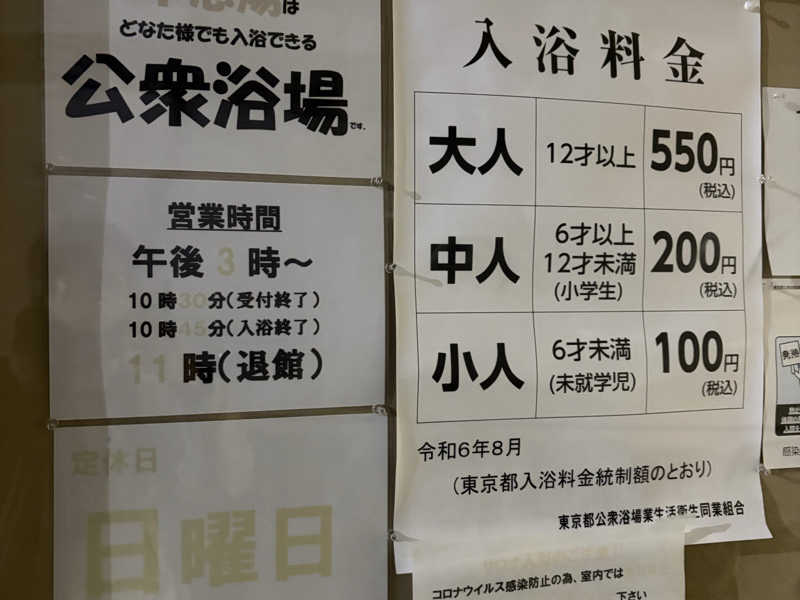 は
どなた様でも入浴できる
公衆浴場です。
営業時間
午後 3 時～
10時30分(受付終了)
10時45分(入浴終了)
11 時(退館)
定休日
日曜日
入浴料金
大人 12才以上 550円 (税込)
中人 6才以上 12才未満 (小学生) 200円 (税込)
小人 6才未満 (未就学児) 100円 (税込)
令和6年8月
(東京都入浴料金統制額のとおり)
東京都公衆浴場業生活衛生同業組合
コロナウイルス感染防止の為、室内では
下さい
感染